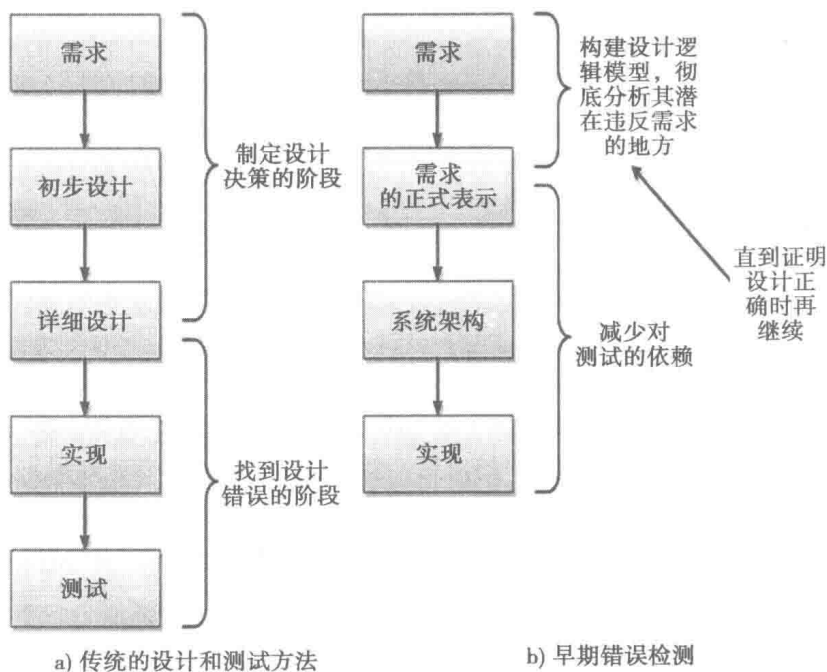 需求
初步设计
详细设计
实现
测试
制定设计
决策的阶段
找到设计
错误的阶段
a) 传统的设计和测试方法
需求
需求
的正式表示
系统架构
实现
构建设计逻
辑模型，彻
底分析其潜
在违反需求
的地方
减少对
测试的依赖
直到证明
设计正
确时再
继续
b) 早期错误检测